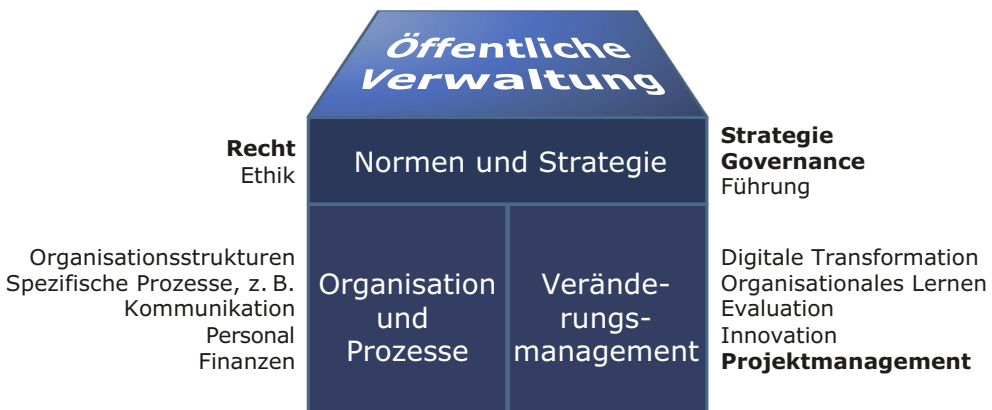 Öffentliche
Verwaltung
Recht
Ethik
Normen und Strategie
Strategie
Governance
Führung
Organisationsstrukturen
Spezifische Prozesse, z. B.
Kommunikation
Personal
Finanzen
Organisation
und
Prozesse
Verände-
rungs-
management
Digitale Transformation
Organisationales Lernen
Evaluation
Innovation
Projektmanagement